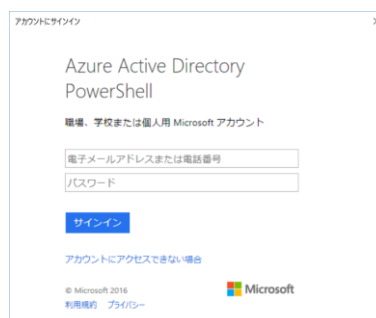 アカウントにサインイン
Azure Active Directory
PowerShell
職場、学校または個人用 Microsoft アカウント
電子メールアドレスまたは電話番号
パスワード
サインイン
アカウントにアクセスできない場合
© Microsoft 2016
Microsoft
利用規約 プライバシー